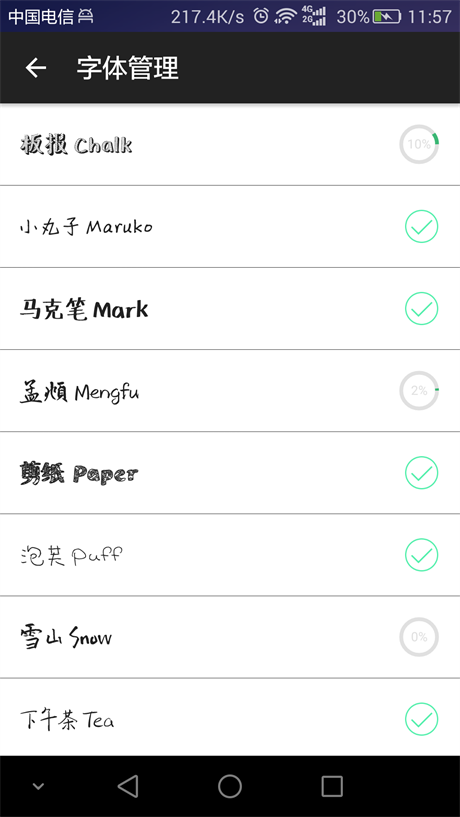 中国电信 217.4K/s 4G 2G 30% 11:57
字体管理
板报 Chalk 10%
小丸子 Maruko
马克笔 Mark
孟頫 Mengfu 2%
剪纸 Paper
泡芙 Puff
雪山 Snow 0%
下午茶 Tea